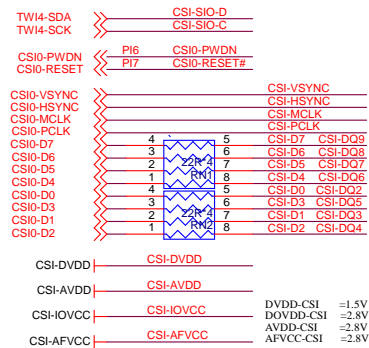 TWI4-SDA CSI-SIO-D
TWI4-SCK CSI-SIO-C
CSI0-PWDN PI6 CSI0-PWDN
CSI0-RESET PI7 CSI0-RESET#
CSI0-VSYNC CSI-VSYNC
CSI0-HSYNC CSI-HSYNC
CSI0-MCLK CSI-MCLK
CSI0-PCLK CSI-PCLK
CSI0-D7 4 5 CSI-D7 CSI-DQ9
CSI0-D6 3 6 CSI-D6 CSI-DQ8
CSI0-D5 2 22R*4 7 CSI-D5 CSI-DQ7
CSI0-D4 1 RN1 8 CSI-D4 CSI-DQ6
CSI0-D0 4 5 CSI-D0 CSI-DQ2
CSI0-D3 3 6 CSI-D3 CSI-DQ5
CSI0-D1 2 22R*4 7 CSI-D1 CSI-DQ3
CSI0-D2 1 RN2 8 CSI-D2 CSI-DQ4
CSI-DVDD CSI-DVDD
CSI-AVDD CSI-AVDD
CSI-IOVCC CSI-IOVCC
CSI-AFVCC CSI-AFVCC
DVDD-CSI =1.5V
DOVDD-CSI =2.8V
AVDD-CSI =2.8V
AFVCC-CSI =2.8V